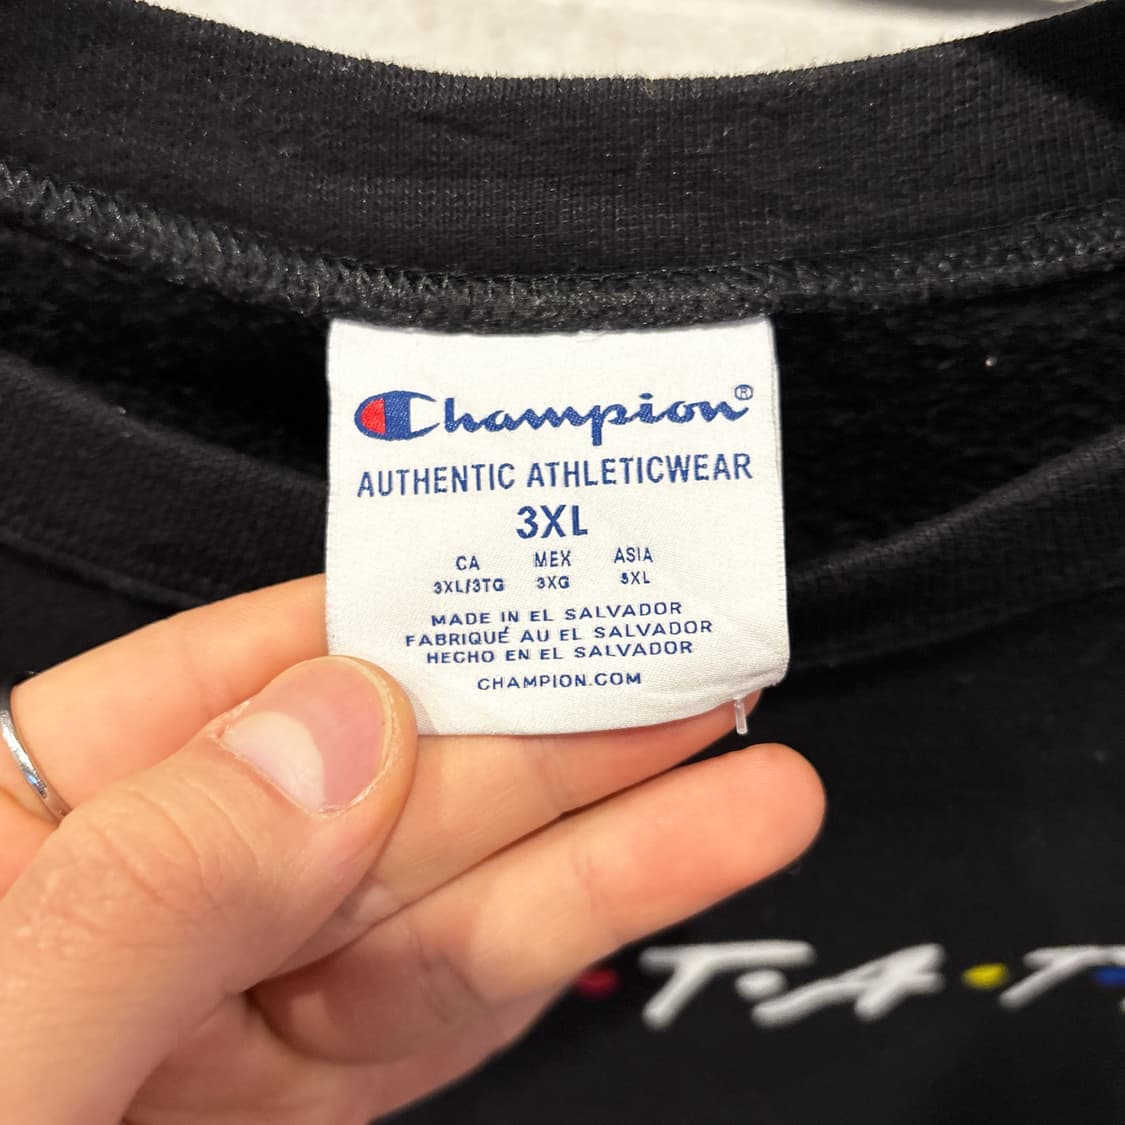 Champion®
AUTHENTIC ATHLETICWEAR
3XL
CA MEX ASIA
3XL/3TG 3XG 5XL
MADE IN EL SALVADOR
FABRIQUÉ AU EL SALVADOR
HECHO EN EL SALVADOR
CHAMPION.COM
T•A•T